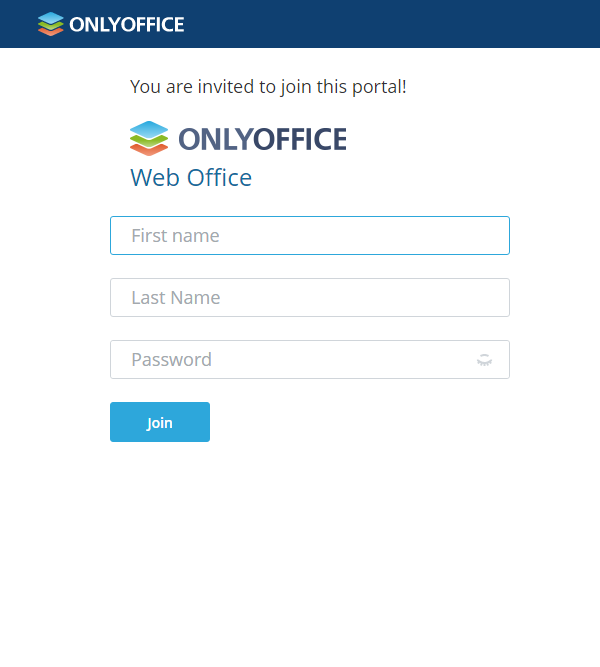 ONLYOFFICE
You are invited to join this portal!
ONLYOFFICE
Web Office
First name
Last Name
Password
Join